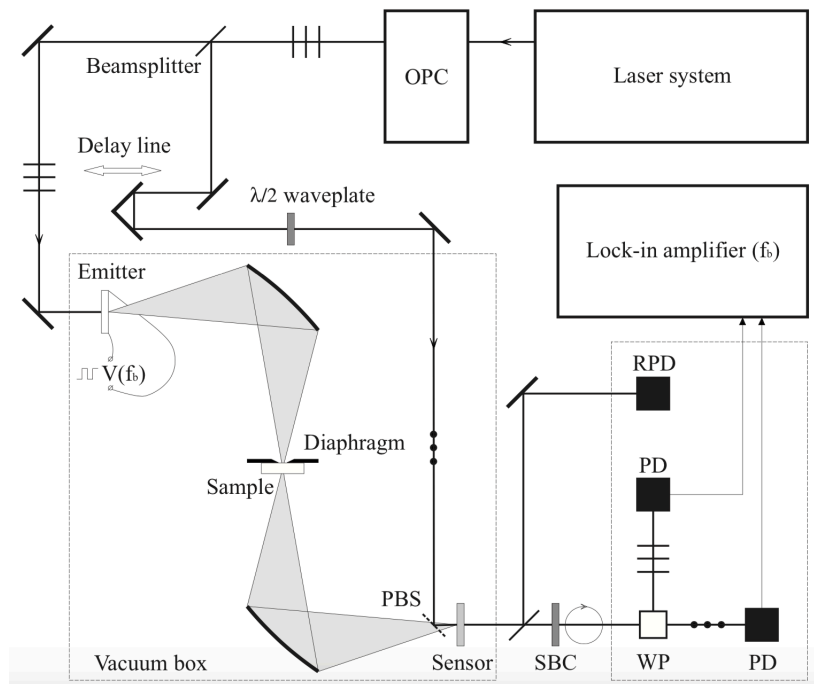 OPC
Laser system
Beamsplitter
Delay line
λ/2 waveplate
Lock-in amplifier (fb)
Emitter
V(fb)
RPD
Diaphragm
PD
Sample
PBS
Vacuum box
Sensor
SBC
WP
PD